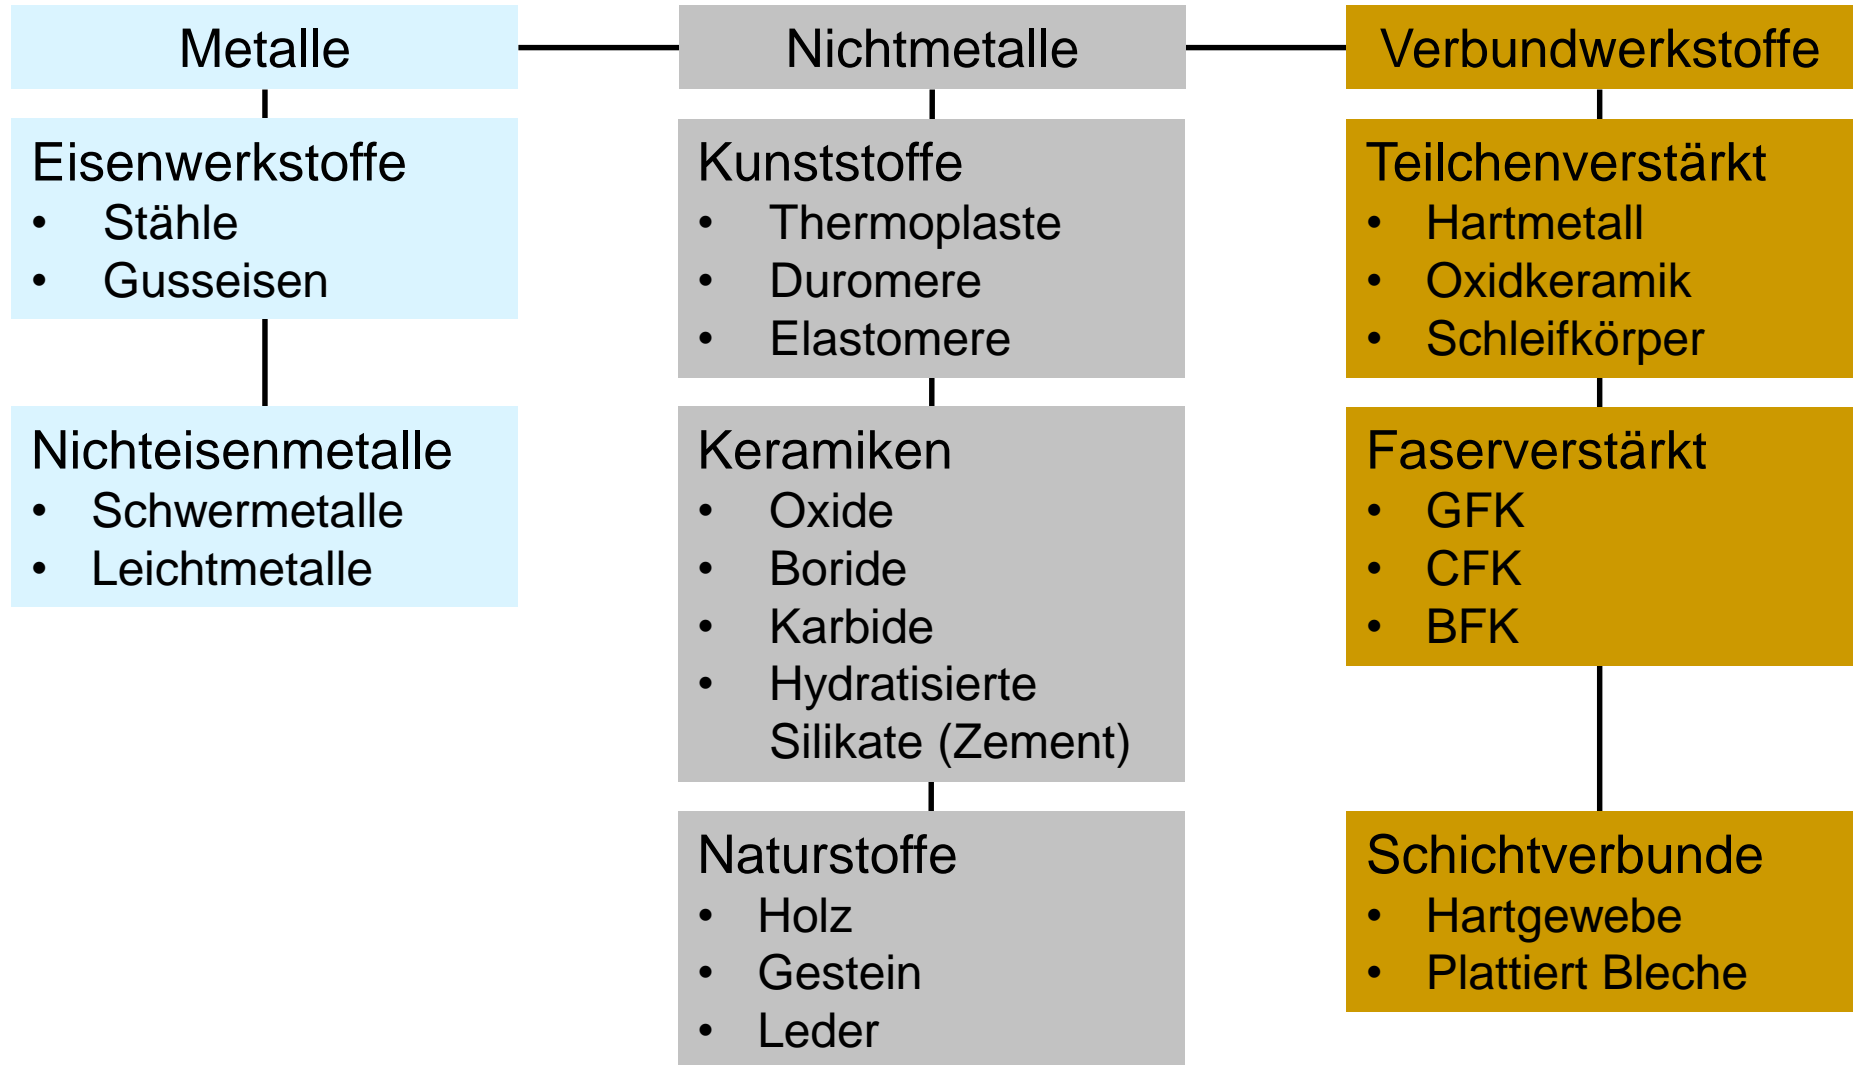 Metalle
Eisenwerkstoffe
• Stähle
• Gusseisen
Nichteisenmetalle
• Schwermetalle
• Leichtmetalle
Nichtmetalle
Kunststoffe
• Thermoplaste
• Duromere
• Elastomere
Keramiken
• Oxide
• Boride
• Karbide
• Hydratisierte
Silikate (Zement)
Naturstoffe
• Holz
• Gestein
• Leder
Verbundwerkstoffe
Teilchenverstärkt
• Hartmetall
• Oxidkeramik
• Schleifkörper
Faserverstärkt
• GFK
• CFK
• BFK
Schichtverbunde
• Hartgewebe
• Plattiert Bleche